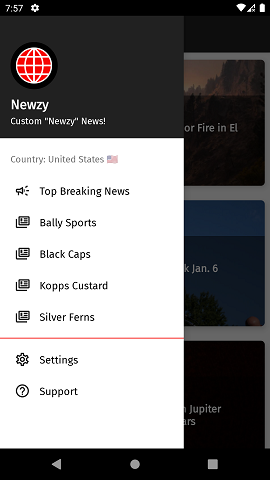 7:57
Newzy
Custom "Newzy" News!
or Fire in El
Country: United States 🇺🇸
Top Breaking News
Bally Sports
Black Caps
k Jan. 6
Kopps Custard
Silver Ferns
Settings
Support
Jupiter
ars